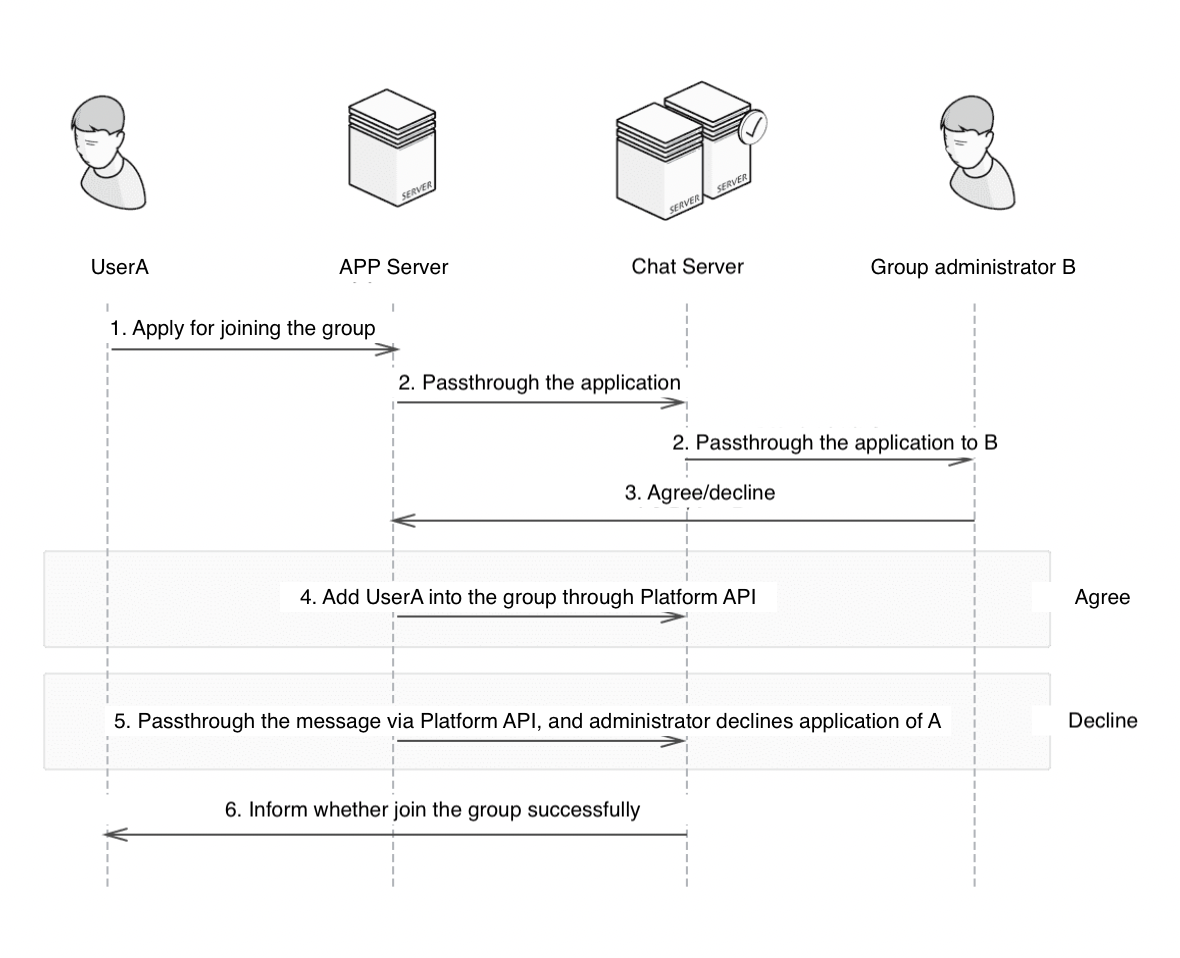 SERVER
SERVER
SERVER
UserA
APP Server
Chat Server
Group administrator B
1. Apply for joining the group
2. Passthrough the application
2. Passthrough the application to B
3. Agree/decline
4. Add UserA into the group through Platform API
Agree
5. Passthrough the message via Platform API, and administrator declines application of A
Decline
6. Inform whether join the group successfully